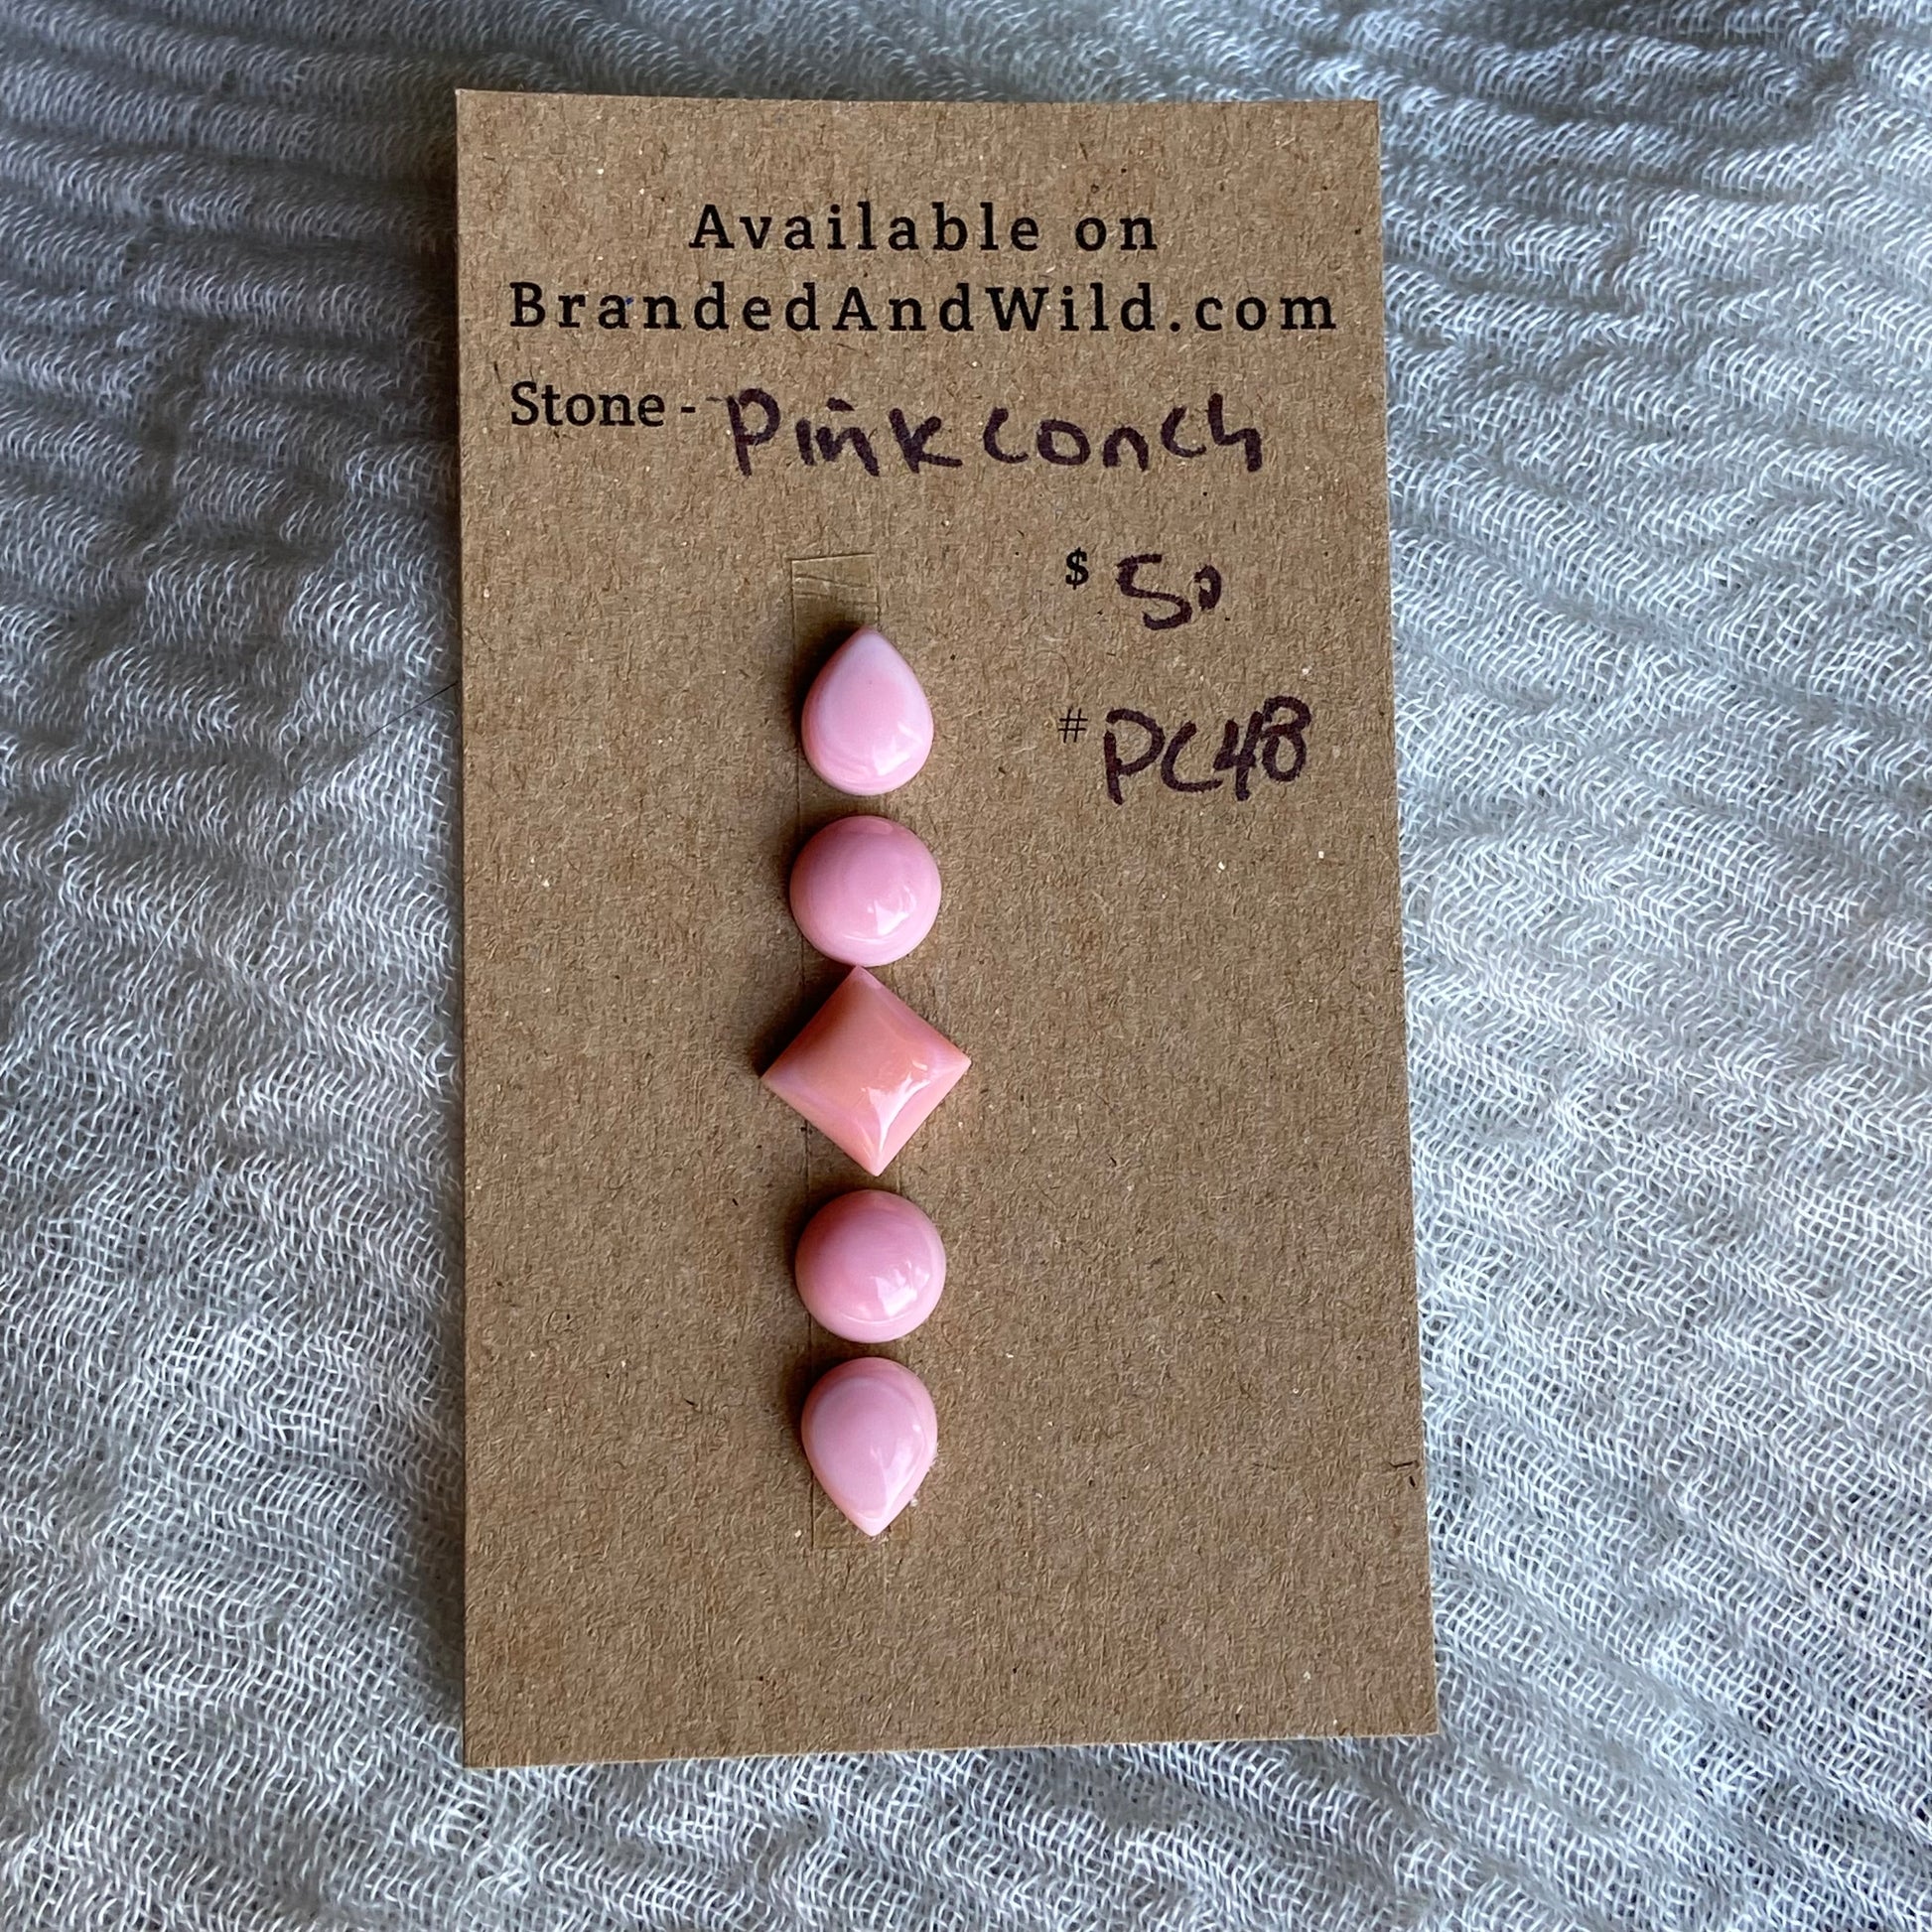 Available on
BrandedAndWild.com
Stone - Pink Conch
$ 50
# PC48